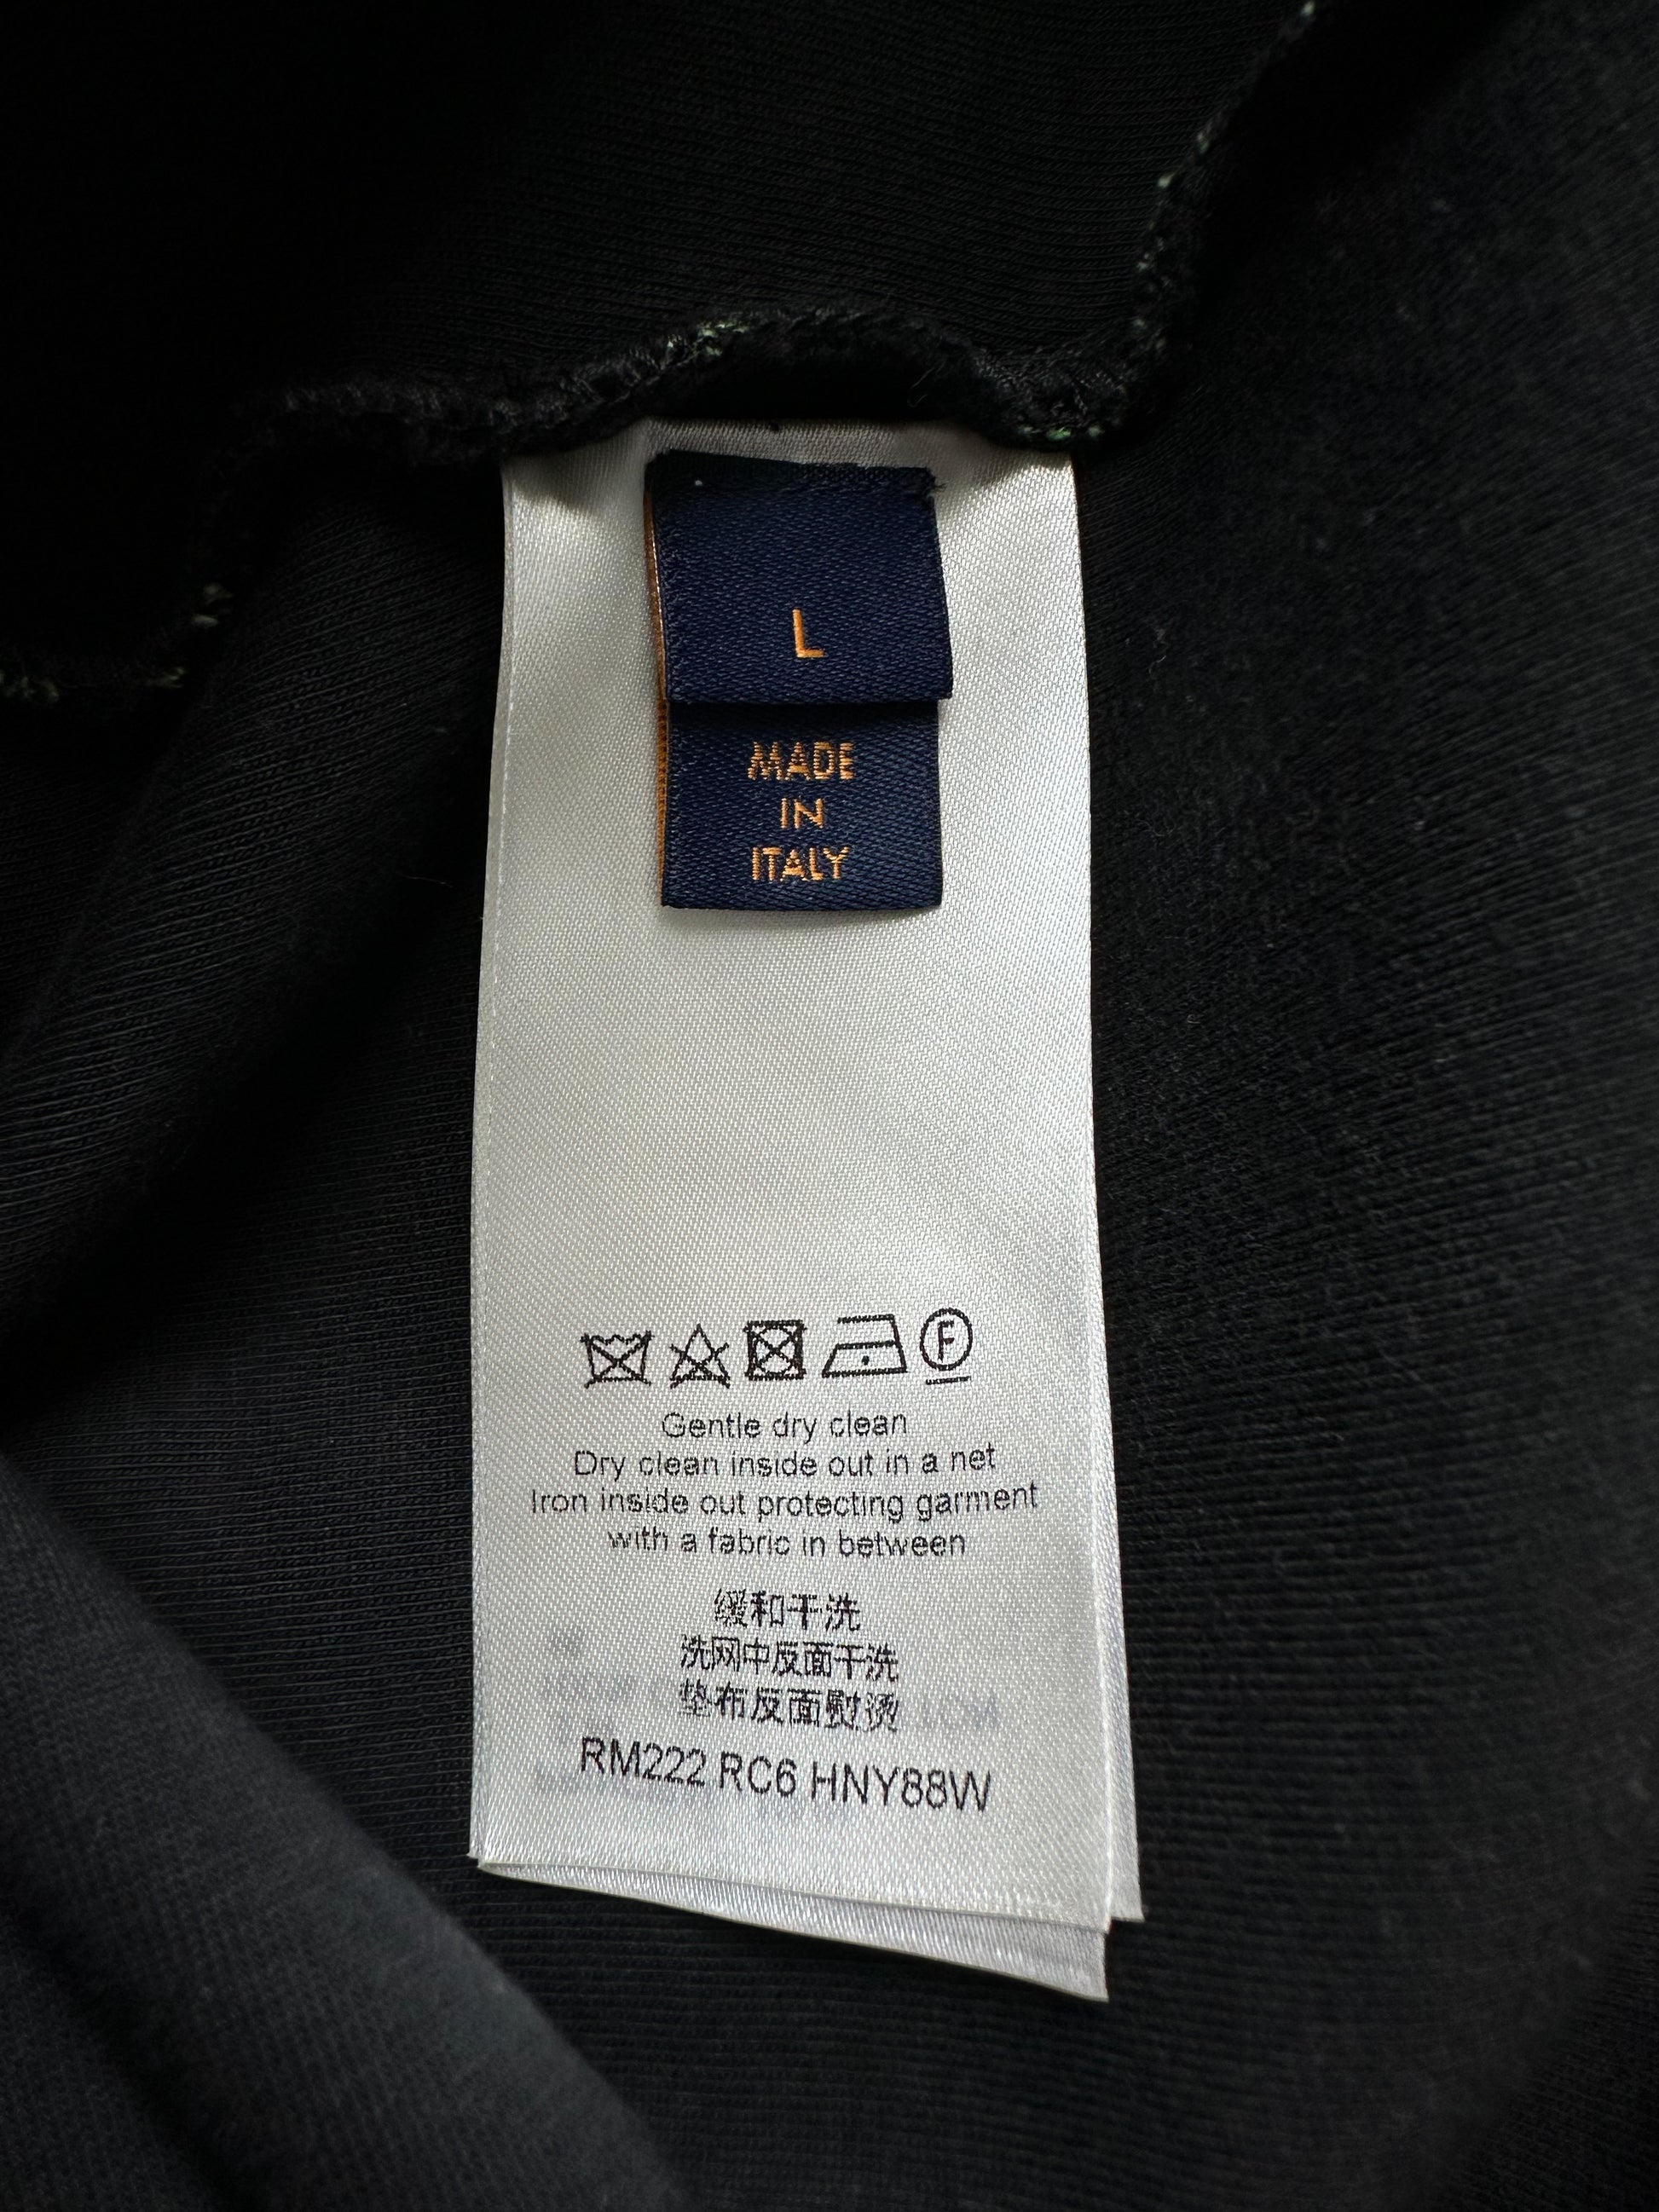 L
MADE
IN
ITALY
F
Gentle dry clean
Dry clean inside out in a net
Iron inside out protecting garment
with a fabric in between
缓和干洗
洗网中反面干洗
垫布反面熨烫
RM222 RC6 HNY88W